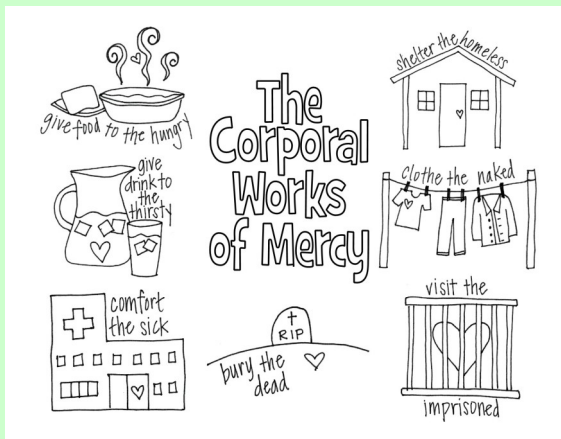 give food to the hungry
give
drink to
the
thirsty
The
Corporal
Works
of Mercy
shelter the homeless
clothe the naked
comfort
the sick
RIP
bury the
dead
visit the
imprisoned